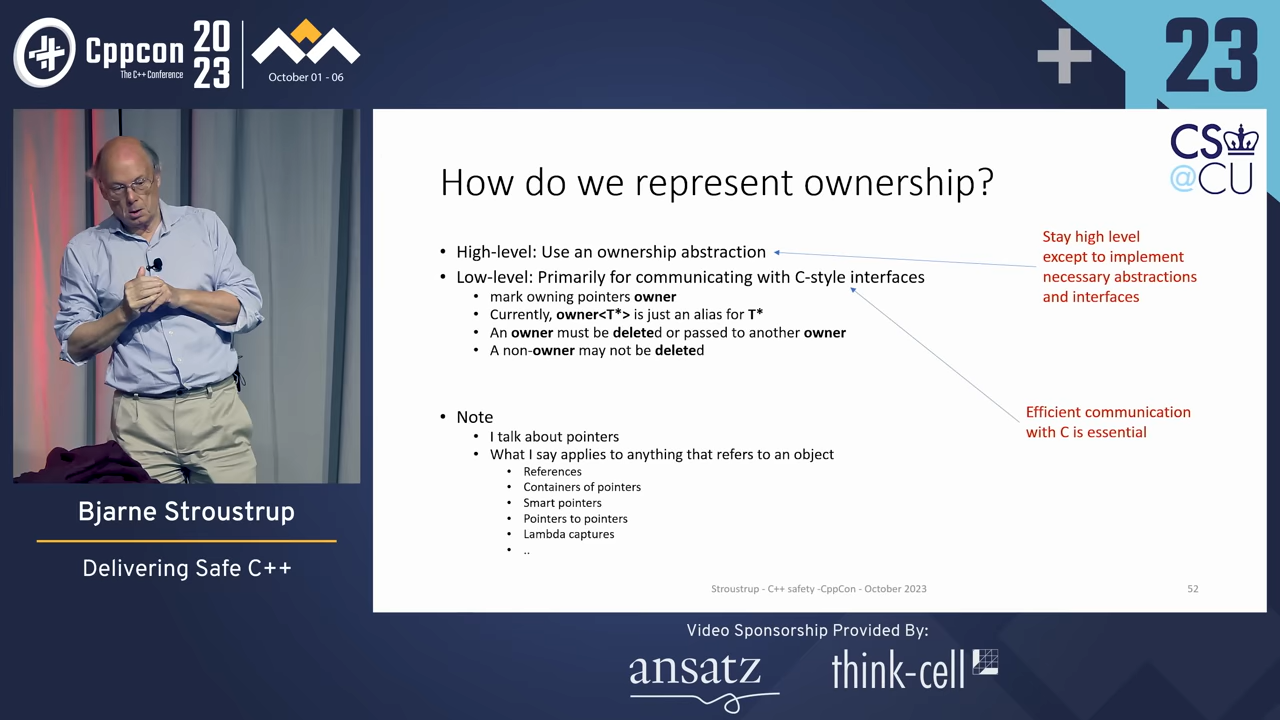 Cppcon
The C++ Conference
20
23
October 01 - 06
23
CS
@CU
How do we represent ownership?
• High-level: Use an ownership abstraction
• Low-level: Primarily for communicating with C-style interfaces
• mark owning pointers owner
• Currently, owner<T*> is just an alias for T*
• An owner must be deleted or passed to another owner
• A non-owner may not be deleted
Stay high level
except to implement
necessary abstractions
and interfaces
Efficient communication
with C is essential
• Note
• I talk about pointers
• What I say applies to anything that refers to an object
• References
• Containers of pointers
• Smart pointers
• Pointers to pointers
• Lambda captures
• ..
Stroustrup - C++ safety -CppCon - October 2023
52
Bjarne Stroustrup
Delivering Safe C++
Video Sponsorship Provided By:
ansatz
think-cell